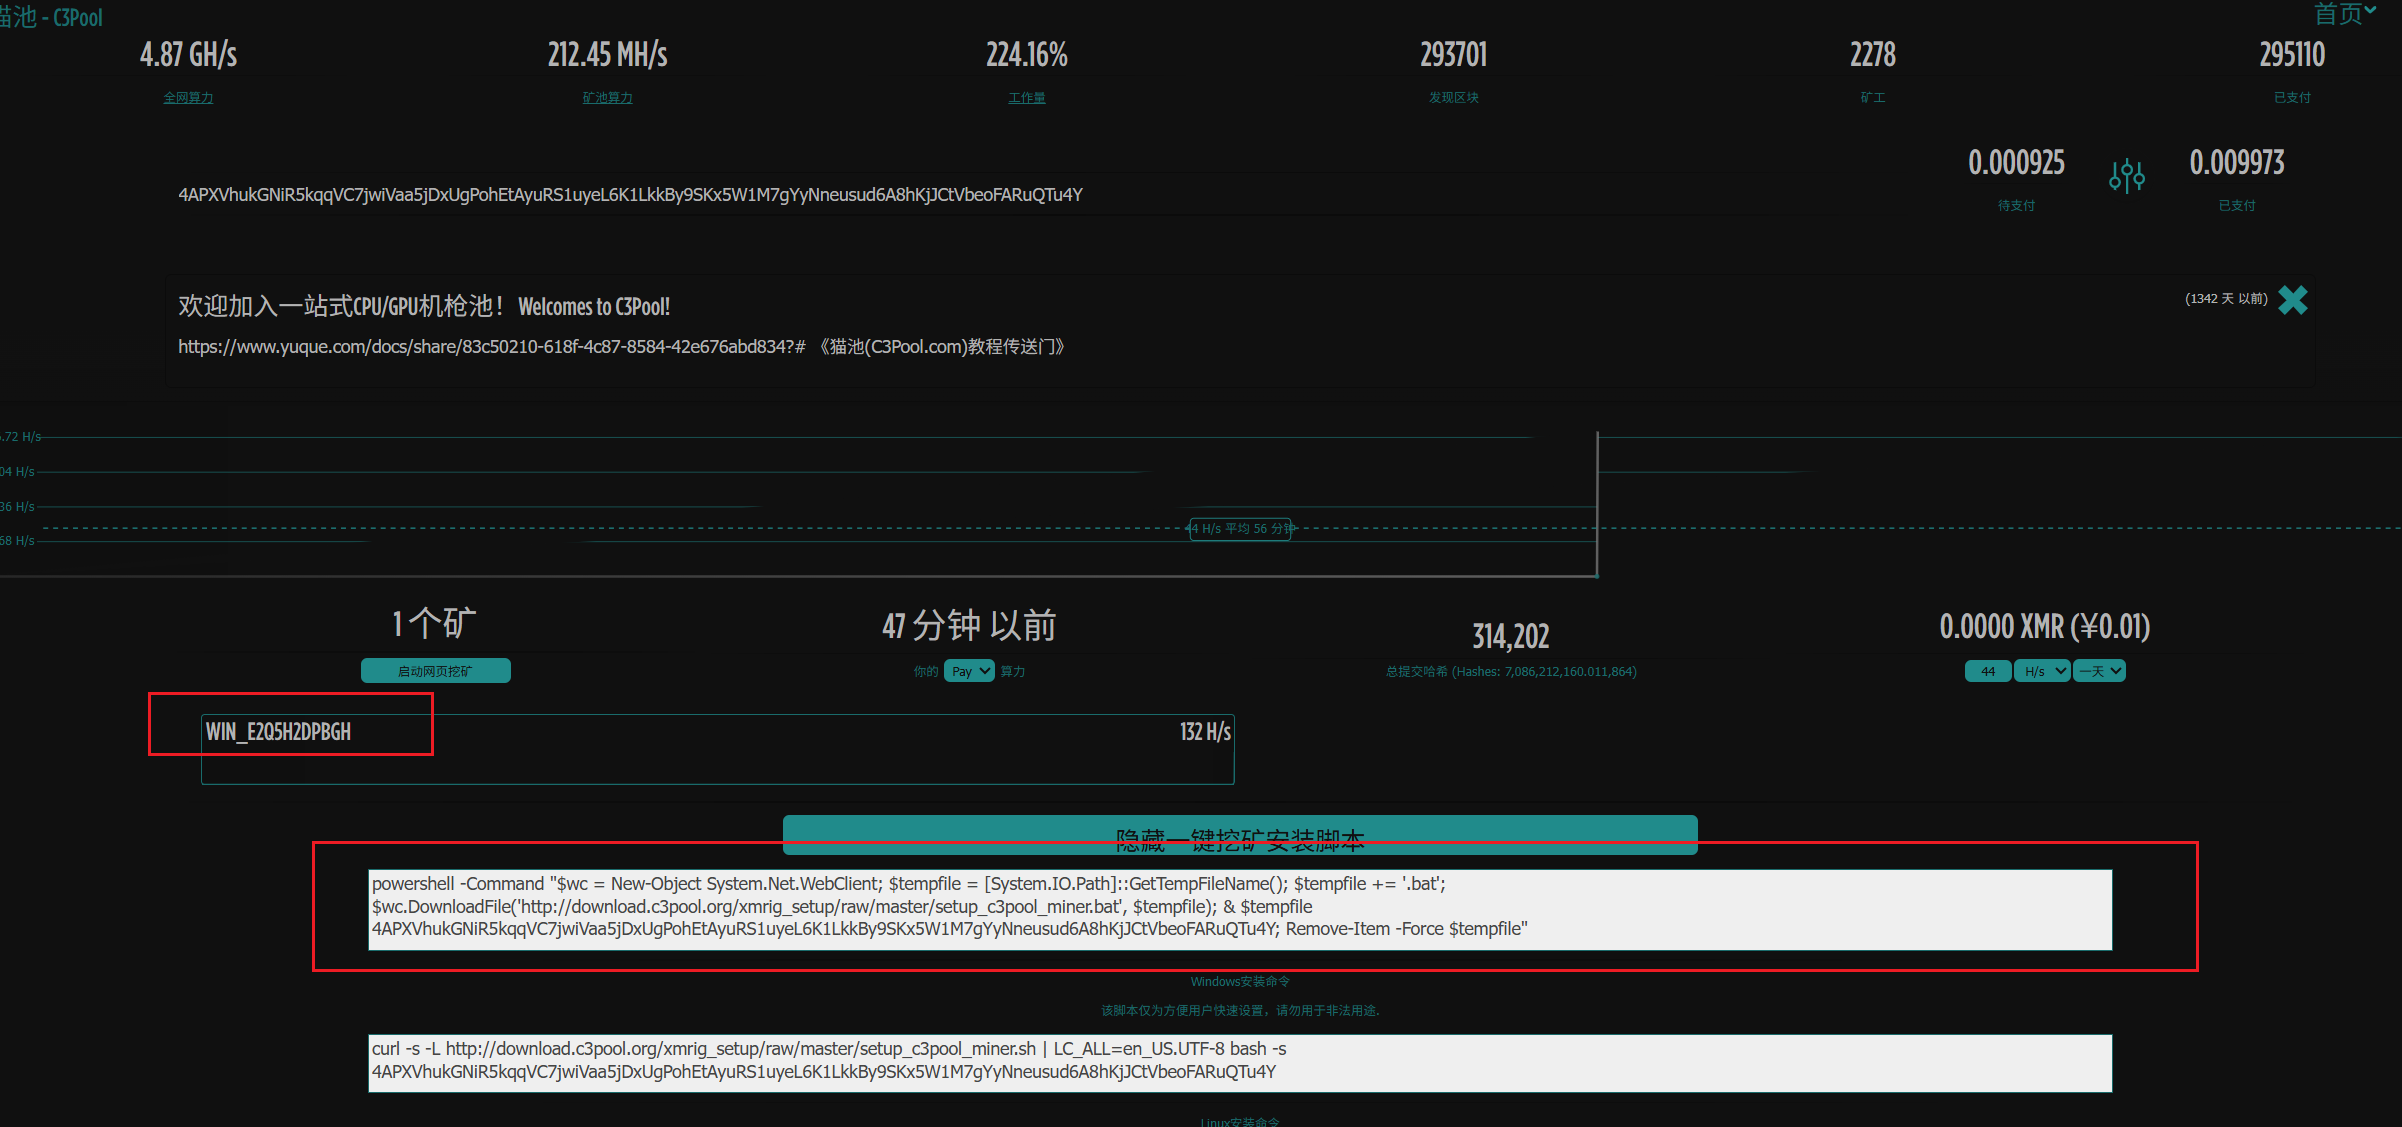 猫池 - C3Pool
首页
4.87 GH/s
212.45 MH/s
224.16%
293701
2278
295110
全网算力
矿池算力
工作量
发现区块
矿工
已支付
0.000925
0.009973
待支付
已支付
4APXVhukGNiR5kqqVC7jwiVaa5jDxUgPohEtAyuRS1uyeL6K1LkkBy9SKx5W1M7gYyNneusud6A8hKjJCtVbeoFARuQTu4Y
欢迎加入一站式CPU/GPU机枪池！Welcomes to C3Pool!
(1342 天 以前)
https://www.yuque.com/docs/share/83c50210-618f-4c87-8584-42e676abd834?# 《猫池(C3Pool.com)教程传送门》
.72 H/s
04 H/s
36 H/s
44 H/s 平均 56 分钟
68 H/s
1 个矿
47 分钟 以前
314,202
0.0000 XMR (¥0.01)
启动网页挖矿
你的 Pay 算力
总提交哈希 (Hashes: 7,086,212,160.011,864)
44 H/s 一天
WIN_E2Q5H2DPBGH
132 H/s
隐藏一键挖矿安装脚本
powershell -Command "$wc = New-Object System.Net.WebClient; $tempfile = [System.IO.Path]::GetTempFileName(); $tempfile += '.bat';
$wc.DownloadFile('http://download.c3pool.org/xmrig_setup/raw/master/setup_c3pool_miner.bat', $tempfile); & $tempfile
4APXVhukGNiR5kqqVC7jwiVaa5jDxUgPohEtAyuRS1uyeL6K1LkkBy9SKx5W1M7gYyNneusud6A8hKjJCtVbeoFARuQTu4Y; Remove-Item -Force $tempfile"
Windows安装命令
该脚本仅为方便用户快速设置，请勿用于非法用途.
curl -s -L http://download.c3pool.org/xmrig_setup/raw/master/setup_c3pool_miner.sh | LC_ALL=en_US.UTF-8 bash -s
4APXVhukGNiR5kqqVC7jwiVaa5jDxUgPohEtAyuRS1uyeL6K1LkkBy9SKx5W1M7gYyNneusud6A8hKjJCtVbeoFARuQTu4Y
Linux安装命令